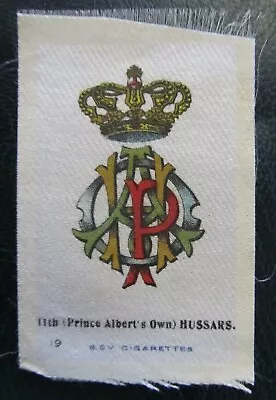 11th (Prince Albert's Own) HUSSARS.
19 B.D.V. CIGARETTES